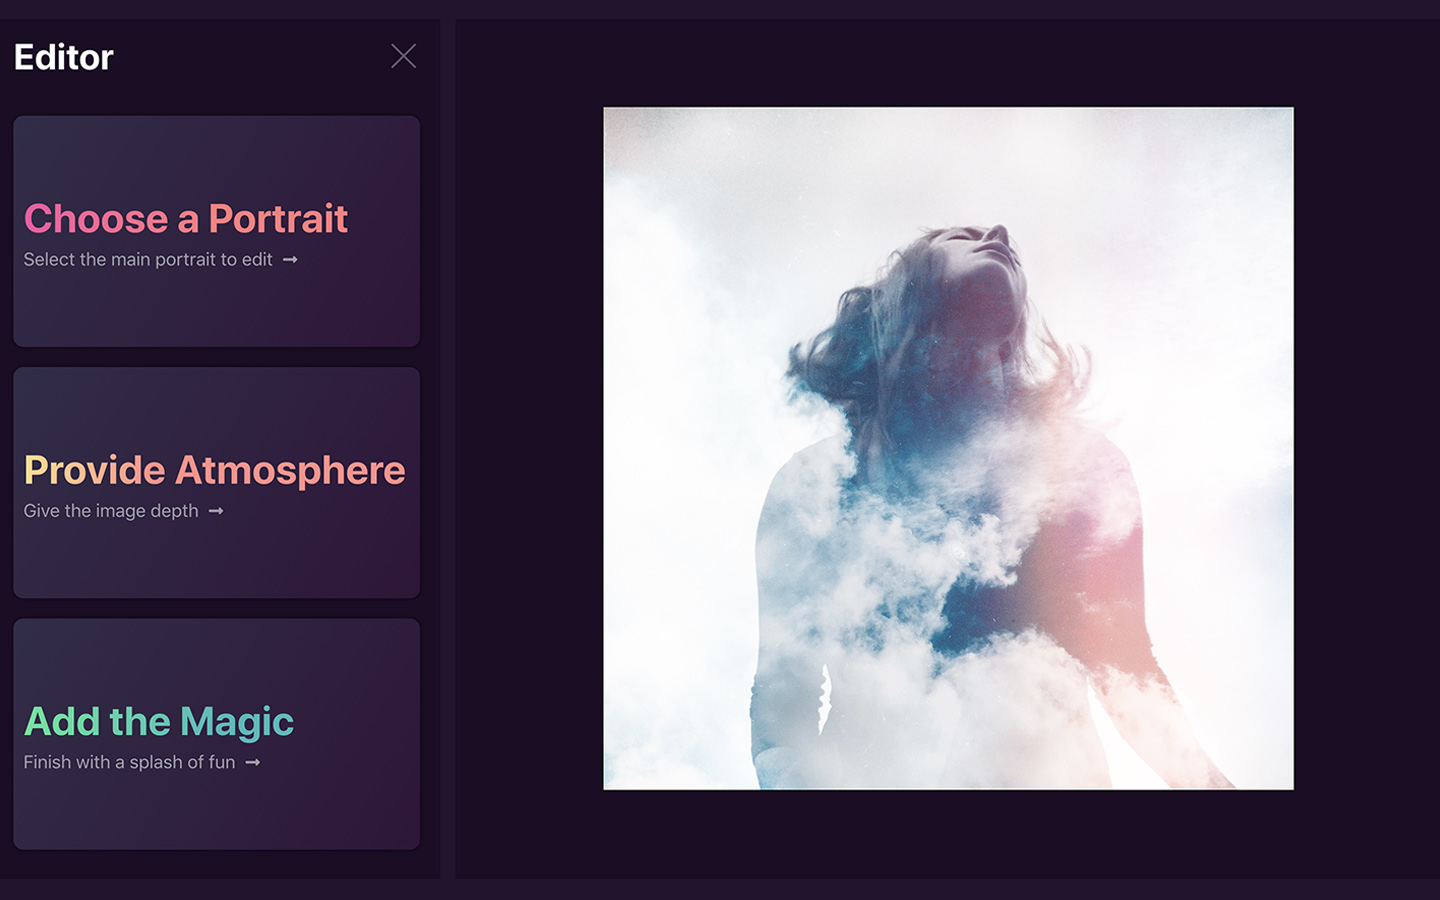 Editor
Choose a Portrait
Select the main portrait to edit →
Provide Atmosphere
Give the image depth →
Add the Magic
Finish with a splash of fun →